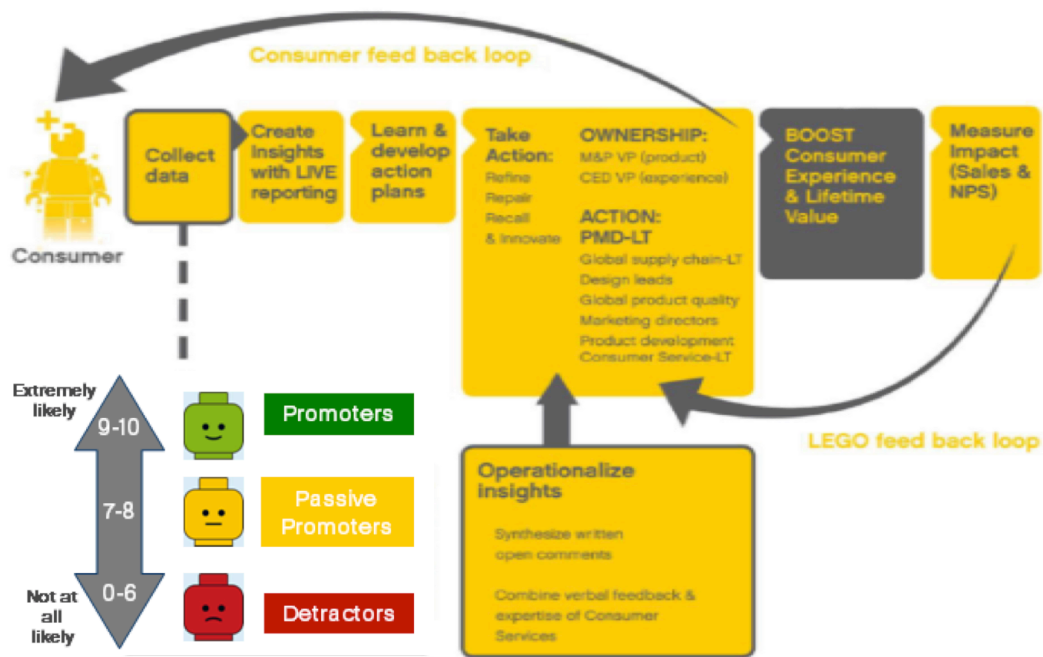 Consumer feed back loop
Consumer
Collect
data
Create
Insights
with LIVE
reporting
Learn &
develop
action
plans
Take
Action:
Refine
Repair
Recall
& Innovate
OWNERSHIP:
M&P VP (product)
CED VP (experience)
ACTION:
PMD-LT
Global supply chain-LT
Design leads
Global product quality
Marketing directors
Product development
Consumer Service-LT
BOOST
Consumer
Experience
& Lifetime
Value
Measure
Impact
(Sales &
NPS)
LEGO feed back loop
Operationalize
insights
Synthesize written
open comments
Combine verbal feedback &
expertise of Consumer
Services
Extremely
likely
9-10
Promoters
7-8
Passive
Promoters
0-6
Not at
all
likely
Detractors